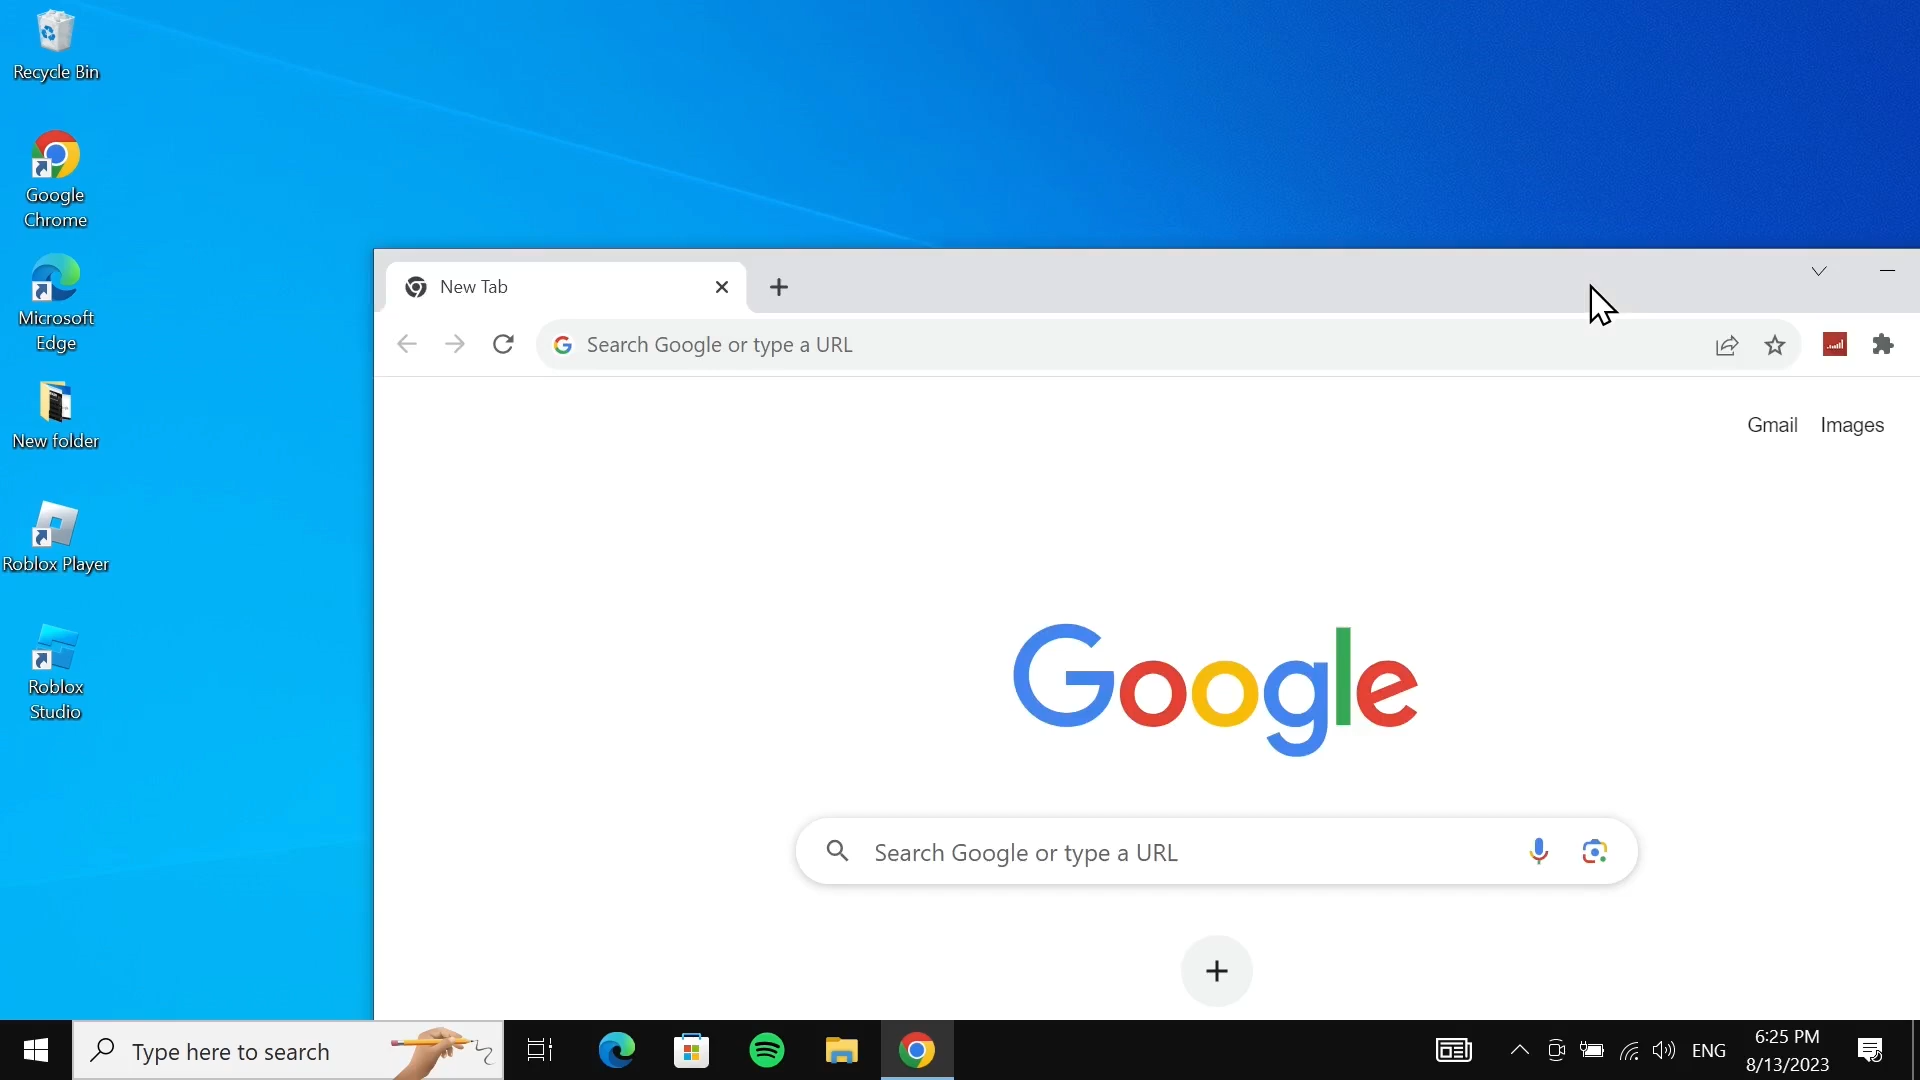 Recycle Bin
Google
Chrome
Microsoft
Edge
New folder
Roblox Player
Roblox
Studio
New Tab
Search Google or type a URL
Gmail Images
Google
Search Google or type a URL
Type here to search
ENG
6:25 PM
8/13/2023